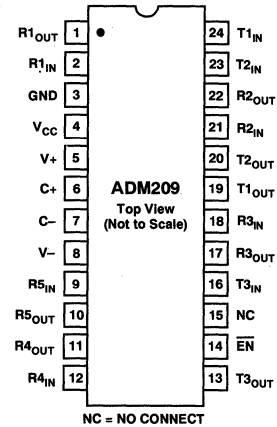 R1OUT 1 24 T1IN
R1IN 2 23 T2IN
GND 3 22 R2OUT
VCC 4 21 R2IN
V+ 5 20 T2OUT
C+ 6 ADM209 19 T1OUT
Top View
C– 7 (Not to Scale) 18 R3IN
V– 8 17 R3OUT
R5IN 9 16 T3IN
R5OUT 10 15 NC
R4OUT 11 14 E̅N̅
R4IN 12 13 T3OUT
NC = NO CONNECT